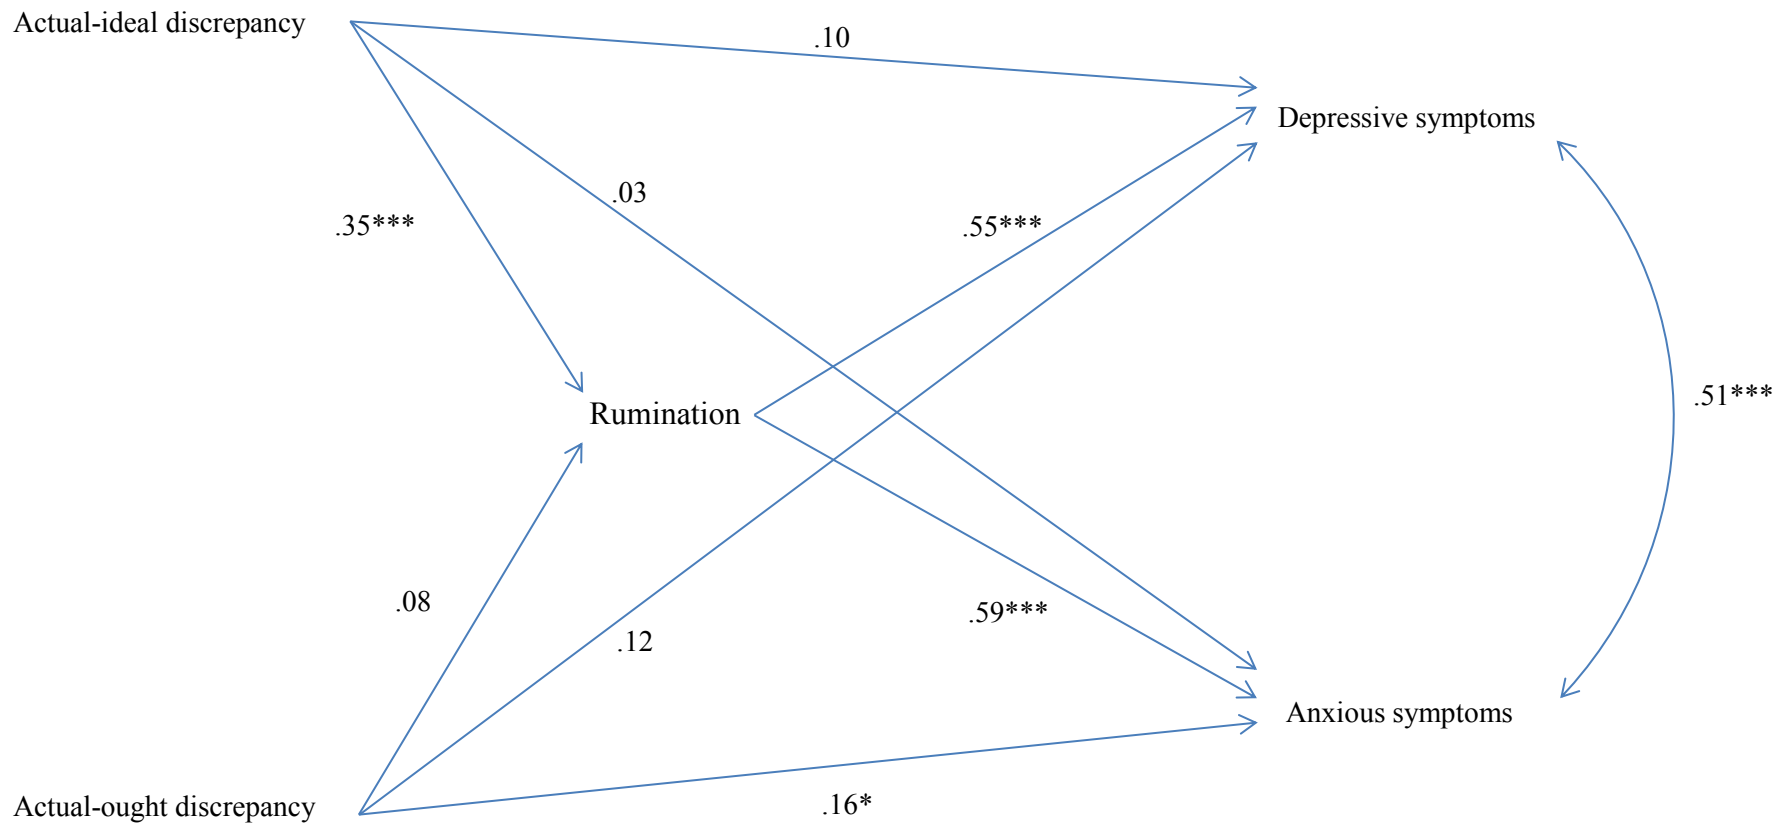 Actual-ideal discrepancy
.10
Depressive symptoms
.03
.35***
.55***
.51***
Rumination
.08
.59***
.12
Anxious symptoms
.16*
Actual-ought discrepancy